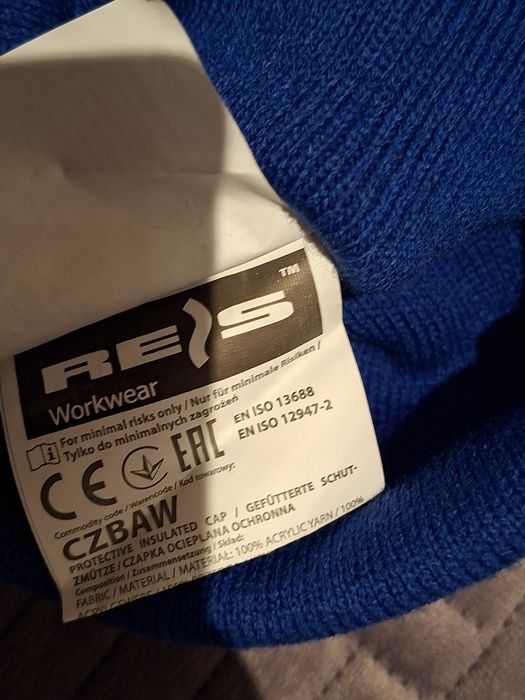 REIS™
Workwear
For minimal risks only / Nur für minimale Risiken /
Tylko do minimalnych zagrożeń
EN ISO 13688
EN ISO 12947-2
CE EAC
Commodity code / Warencode / Kod towarowy:
CZBAW
PROTECTIVE INSULATED CAP / GEFÜTTERTE SCHUT-
ZMÜTZE / CZAPKA OCIEPLANA OCHRONNA
Composition / Zusammensetzung / Skład:
FABRIC / MATERIAL / MATERIAŁ: 100% ACRYLIC YARN / 100%